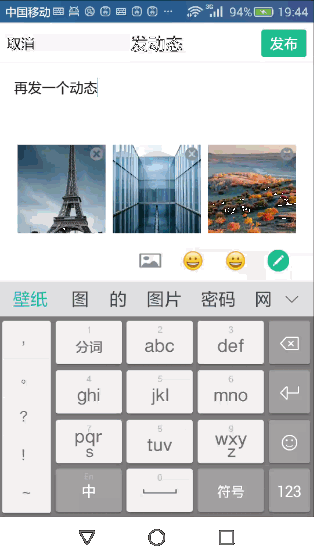 中国移动 3G 94% 19:44
取消 发动态 发布
再发一个动态
壁纸 图 的 图片 密码 网
， 1 分词 2 abc 3 def
。 4 ghi 5 jkl 6 mno
？ 7 pqrs 8 tuv 9 wxyz
！
～ 中 0 符号 123